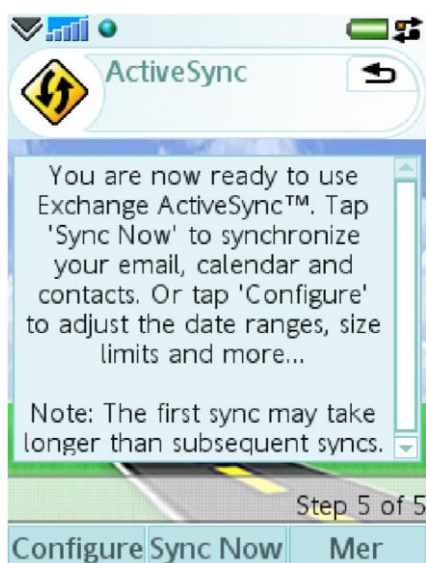 ActiveSync
You are now ready to use
Exchange ActiveSync™. Tap
'Sync Now' to synchronize
your email, calendar and
contacts. Or tap 'Configure'
to adjust the date ranges, size
limits and more...
Note: The first sync may take
longer than subsequent syncs.
Step 5 of 5
Configure Sync Now Mer